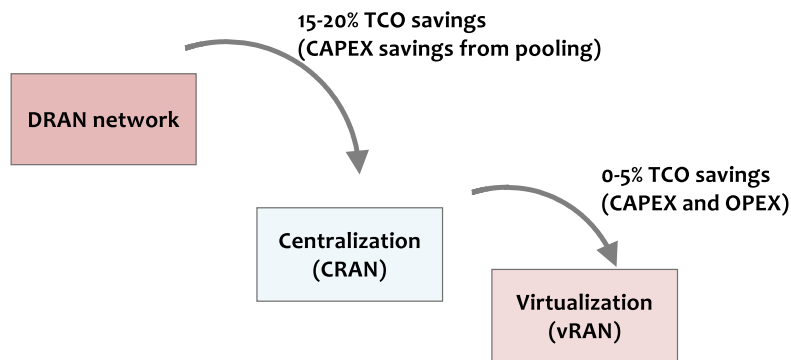 15-20% TCO savings
(CAPEX savings from pooling)
DRAN network
0-5% TCO savings
(CAPEX and OPEX)
Centralization
(CRAN)
Virtualization
(vRAN)